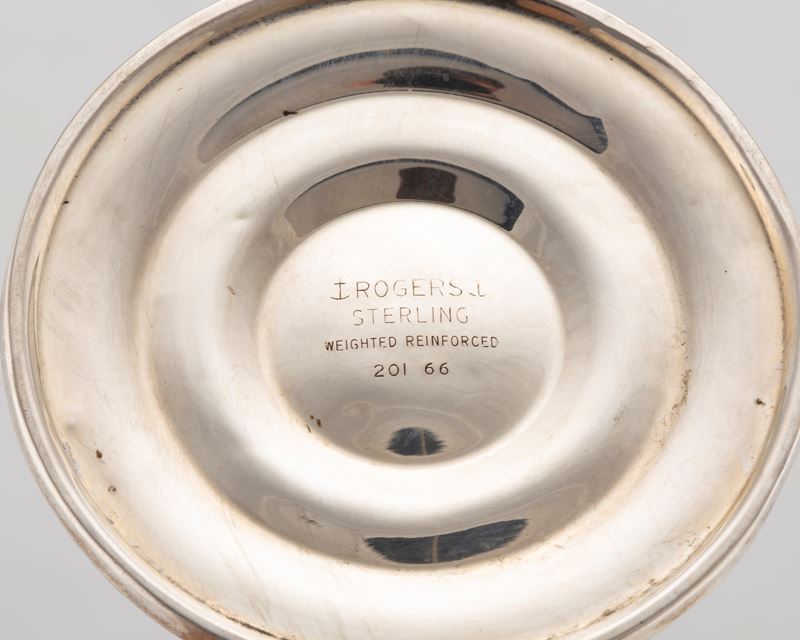 ⚓ROGERS⚓
STERLING
WEIGHTED REINFORCED
201 66